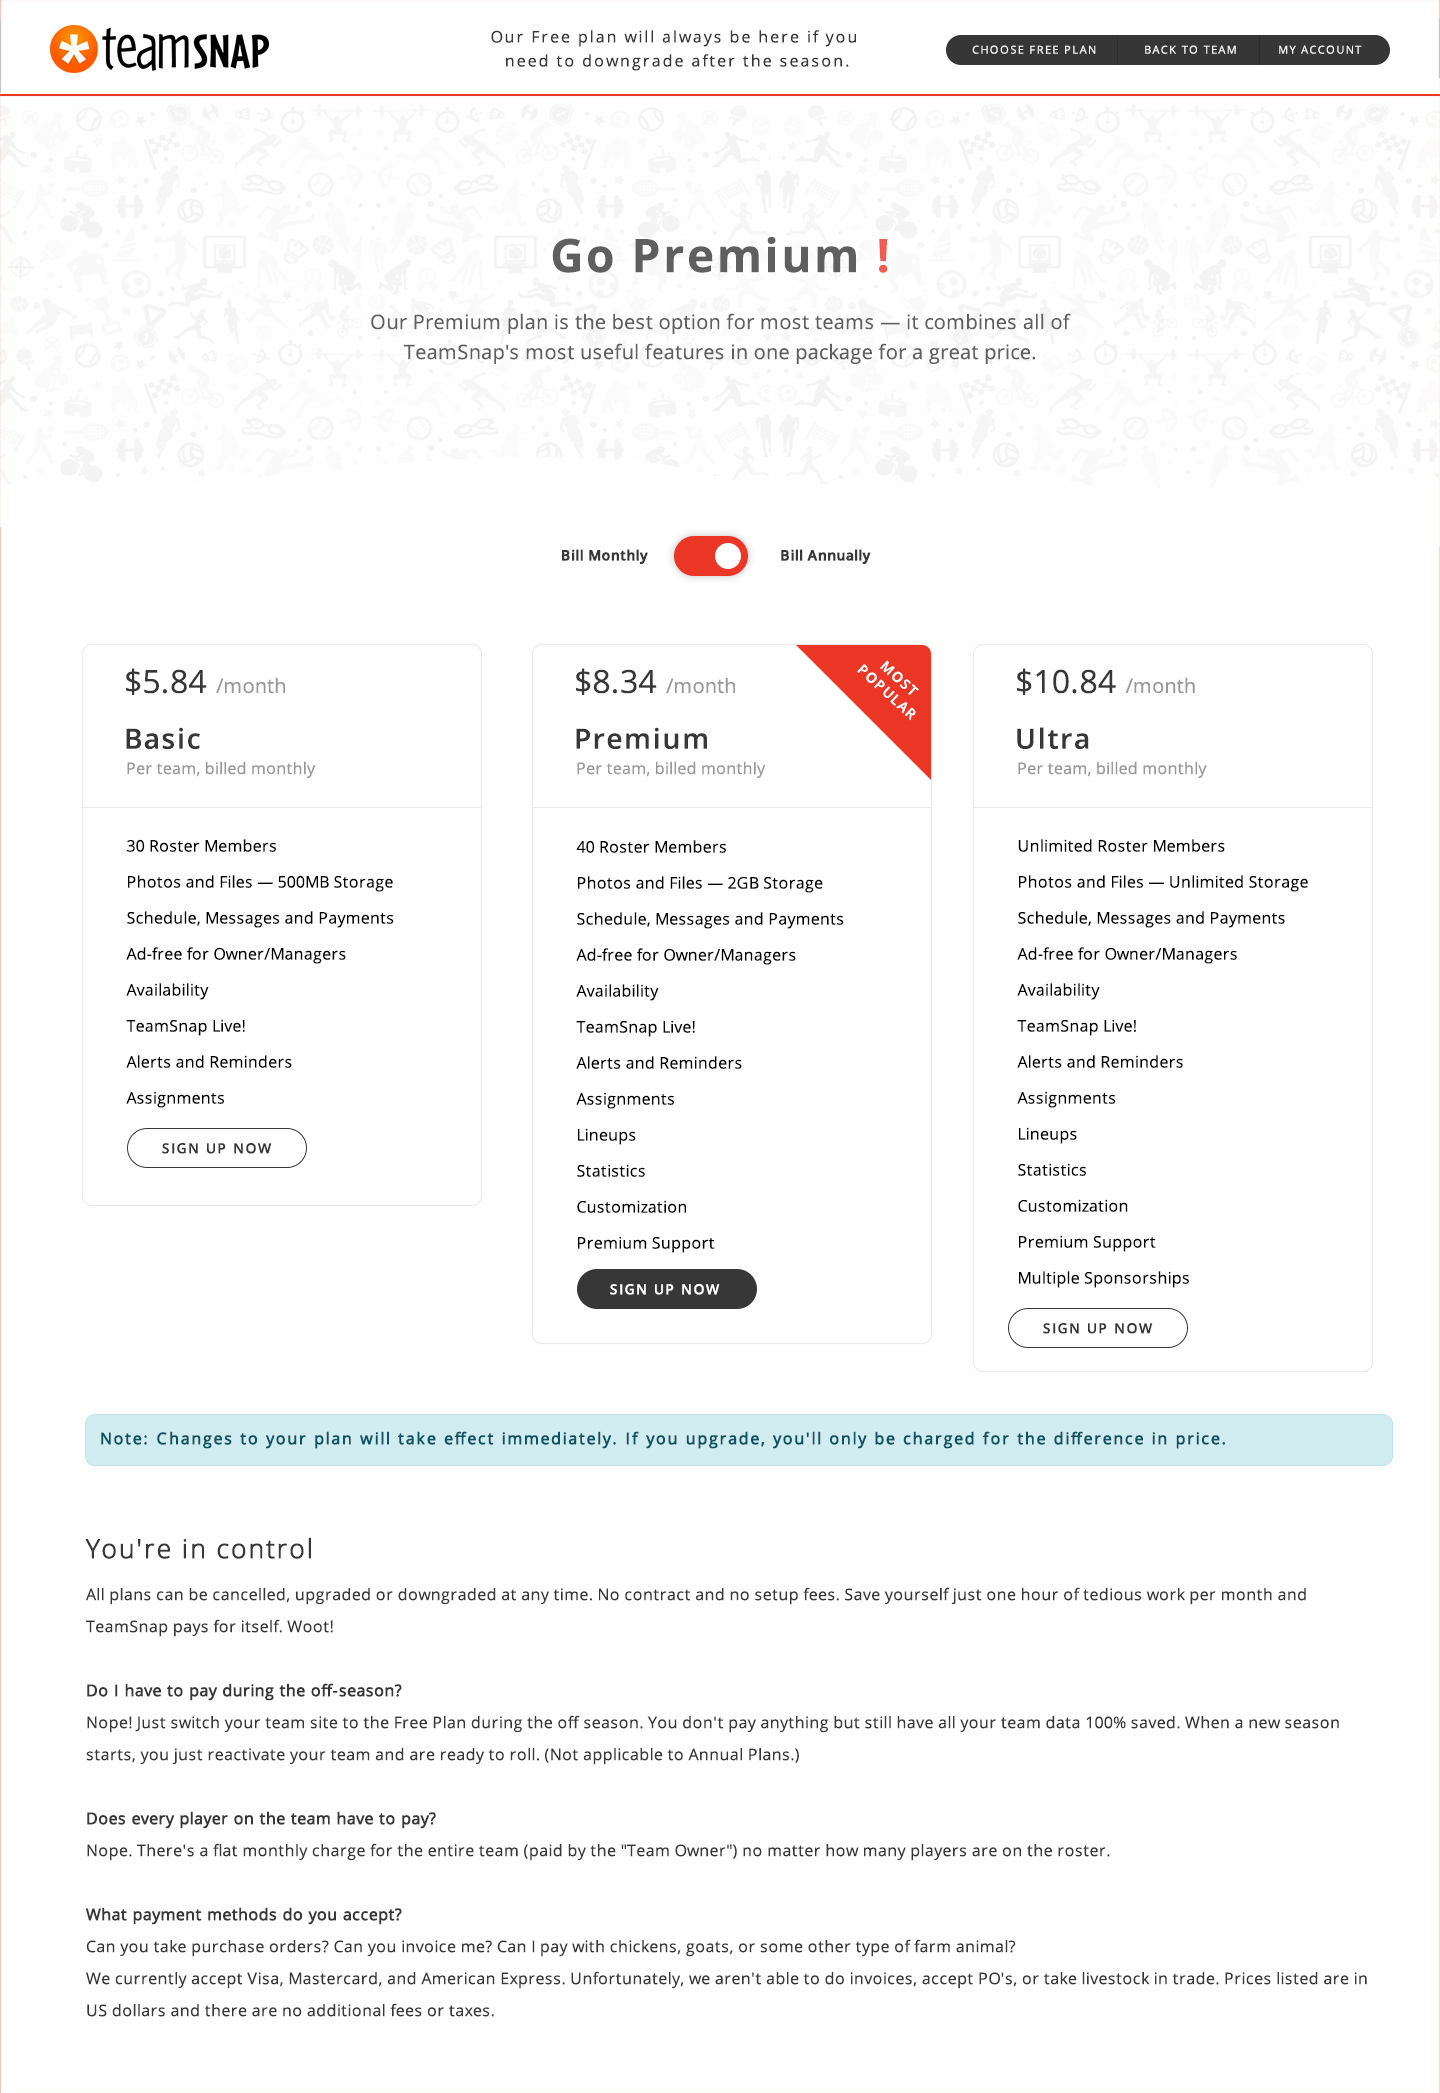 teamSNAP
Our Free plan will always be here if you
need to downgrade after the season.
CHOOSE FREE PLAN
BACK TO TEAM
MY ACCOUNT
Go Premium !
Our Premium plan is the best option for most teams — it combines all of
TeamSnap's most useful features in one package for a great price.
Bill Monthly
Bill Annually
$5.84 /month
Basic
Per team, billed monthly
30 Roster Members
Photos and Files — 500MB Storage
Schedule, Messages and Payments
Ad-free for Owner/Managers
Availability
TeamSnap Live!
Alerts and Reminders
Assignments
SIGN UP NOW
$8.34 /month
MOST
POPULAR
Premium
Per team, billed monthly
40 Roster Members
Photos and Files — 2GB Storage
Schedule, Messages and Payments
Ad-free for Owner/Managers
Availability
TeamSnap Live!
Alerts and Reminders
Assignments
Lineups
Statistics
Customization
Premium Support
SIGN UP NOW
$10.84 /month
Ultra
Per team, billed monthly
Unlimited Roster Members
Photos and Files — Unlimited Storage
Schedule, Messages and Payments
Ad-free for Owner/Managers
Availability
TeamSnap Live!
Alerts and Reminders
Assignments
Lineups
Statistics
Customization
Premium Support
Multiple Sponsorships
SIGN UP NOW
Note: Changes to your plan will take effect immediately. If you upgrade, you'll only be charged for the difference in price.
You're in control
All plans can be cancelled, upgraded or downgraded at any time. No contract and no setup fees. Save yourself just one hour of tedious work per month and
TeamSnap pays for itself. Woot!
Do I have to pay during the off-season?
Nope! Just switch your team site to the Free Plan during the off season. You don't pay anything but still have all your team data 100% saved. When a new season
starts, you just reactivate your team and are ready to roll. (Not applicable to Annual Plans.)
Does every player on the team have to pay?
Nope. There's a flat monthly charge for the entire team (paid by the "Team Owner") no matter how many players are on the roster.
What payment methods do you accept?
Can you take purchase orders? Can you invoice me? Can I pay with chickens, goats, or some other type of farm animal?
We currently accept Visa, Mastercard, and American Express. Unfortunately, we aren't able to do invoices, accept PO's, or take livestock in trade. Prices listed are in
US dollars and there are no additional fees or taxes.